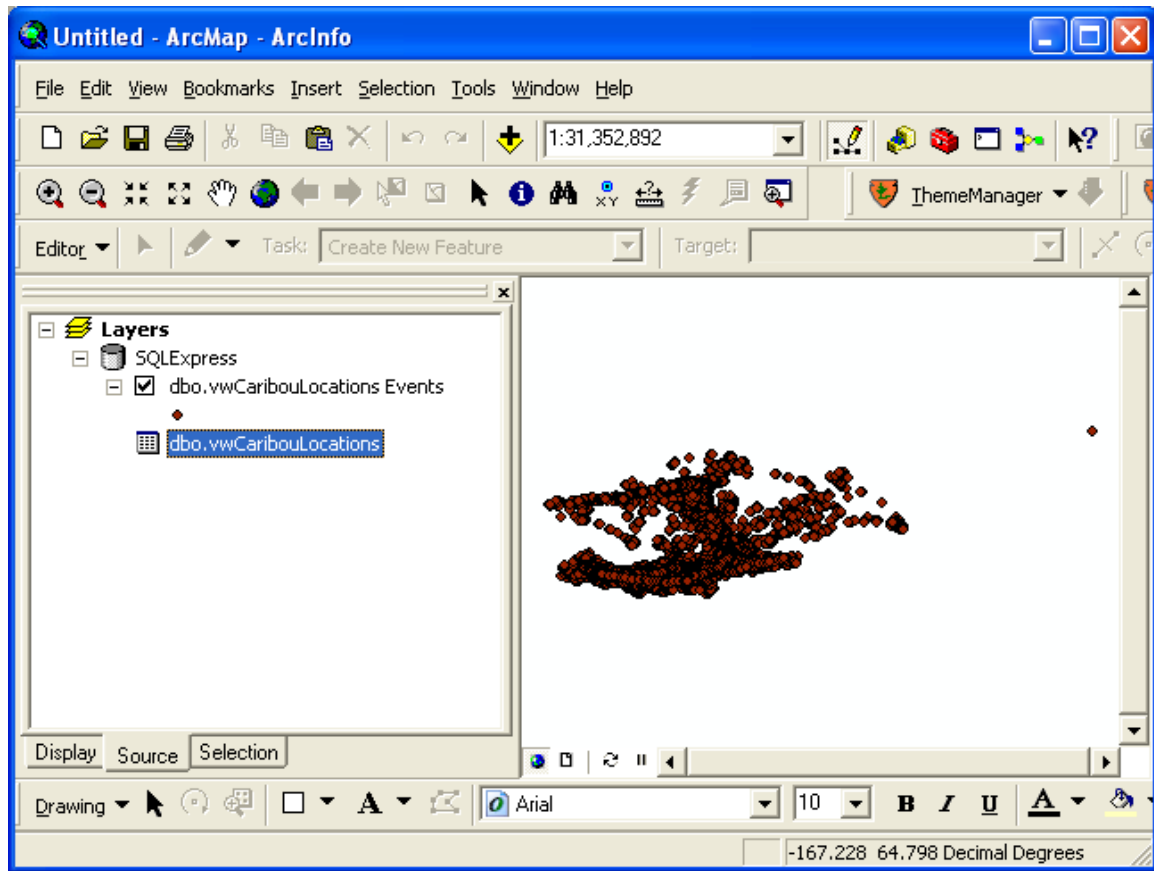 Untitled - ArcMap - ArcInfo
File Edit View Bookmarks Insert Selection Tools Window Help
1:31,352,892
XY ThemeManager
Editor Task: Create New Feature Target:
Layers
SQLExpress
dbo.vwCaribouLocations Events
dbo.vwCaribouLocations
Display Source Selection
Drawing A Arial 10 B I U A
-167.228 64.798 Decimal Degrees